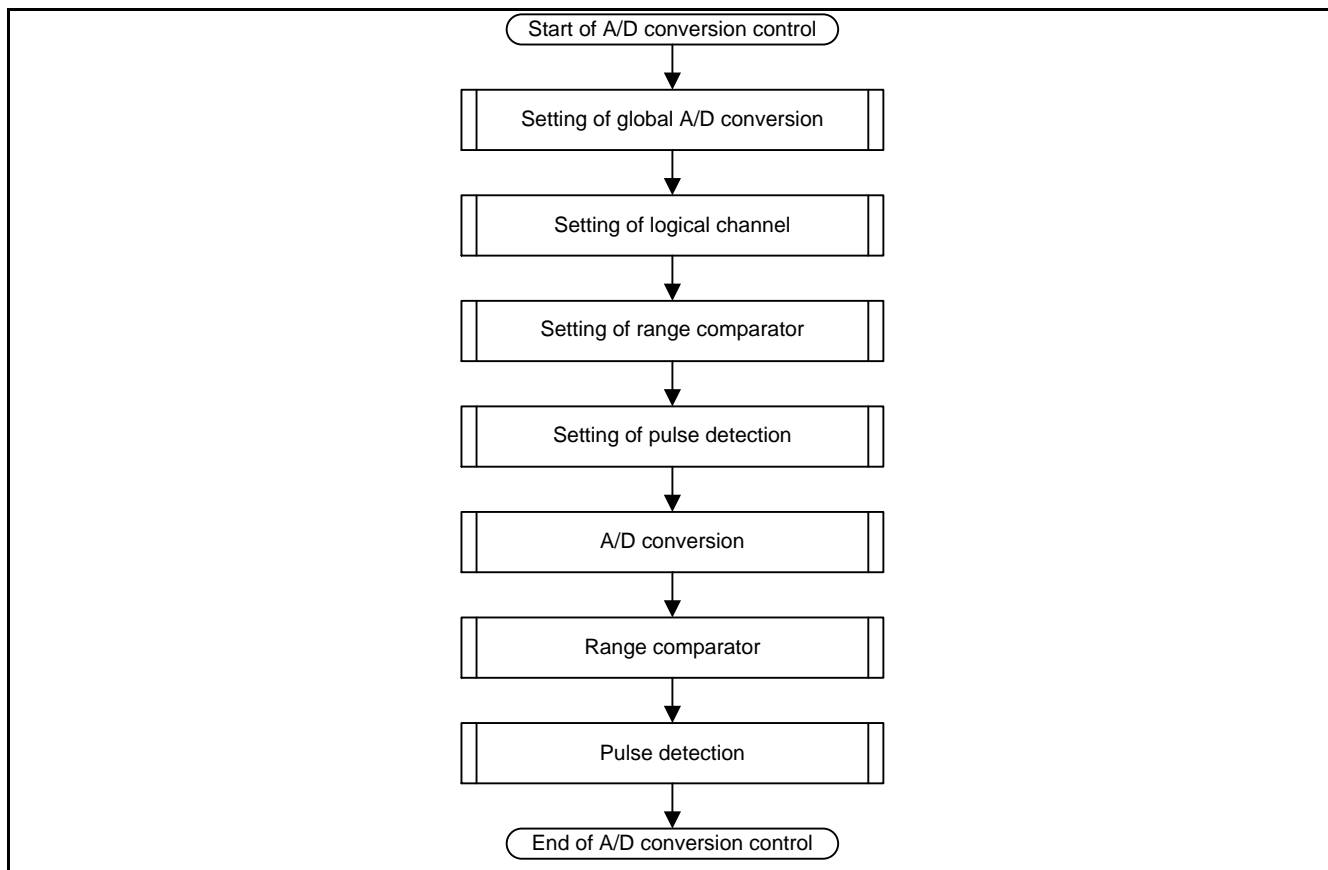 Start of A/D conversion control
Setting of global A/D conversion
Setting of logical channel
Setting of range comparator
Setting of pulse detection
A/D conversion
Range comparator
Pulse detection
End of A/D conversion control